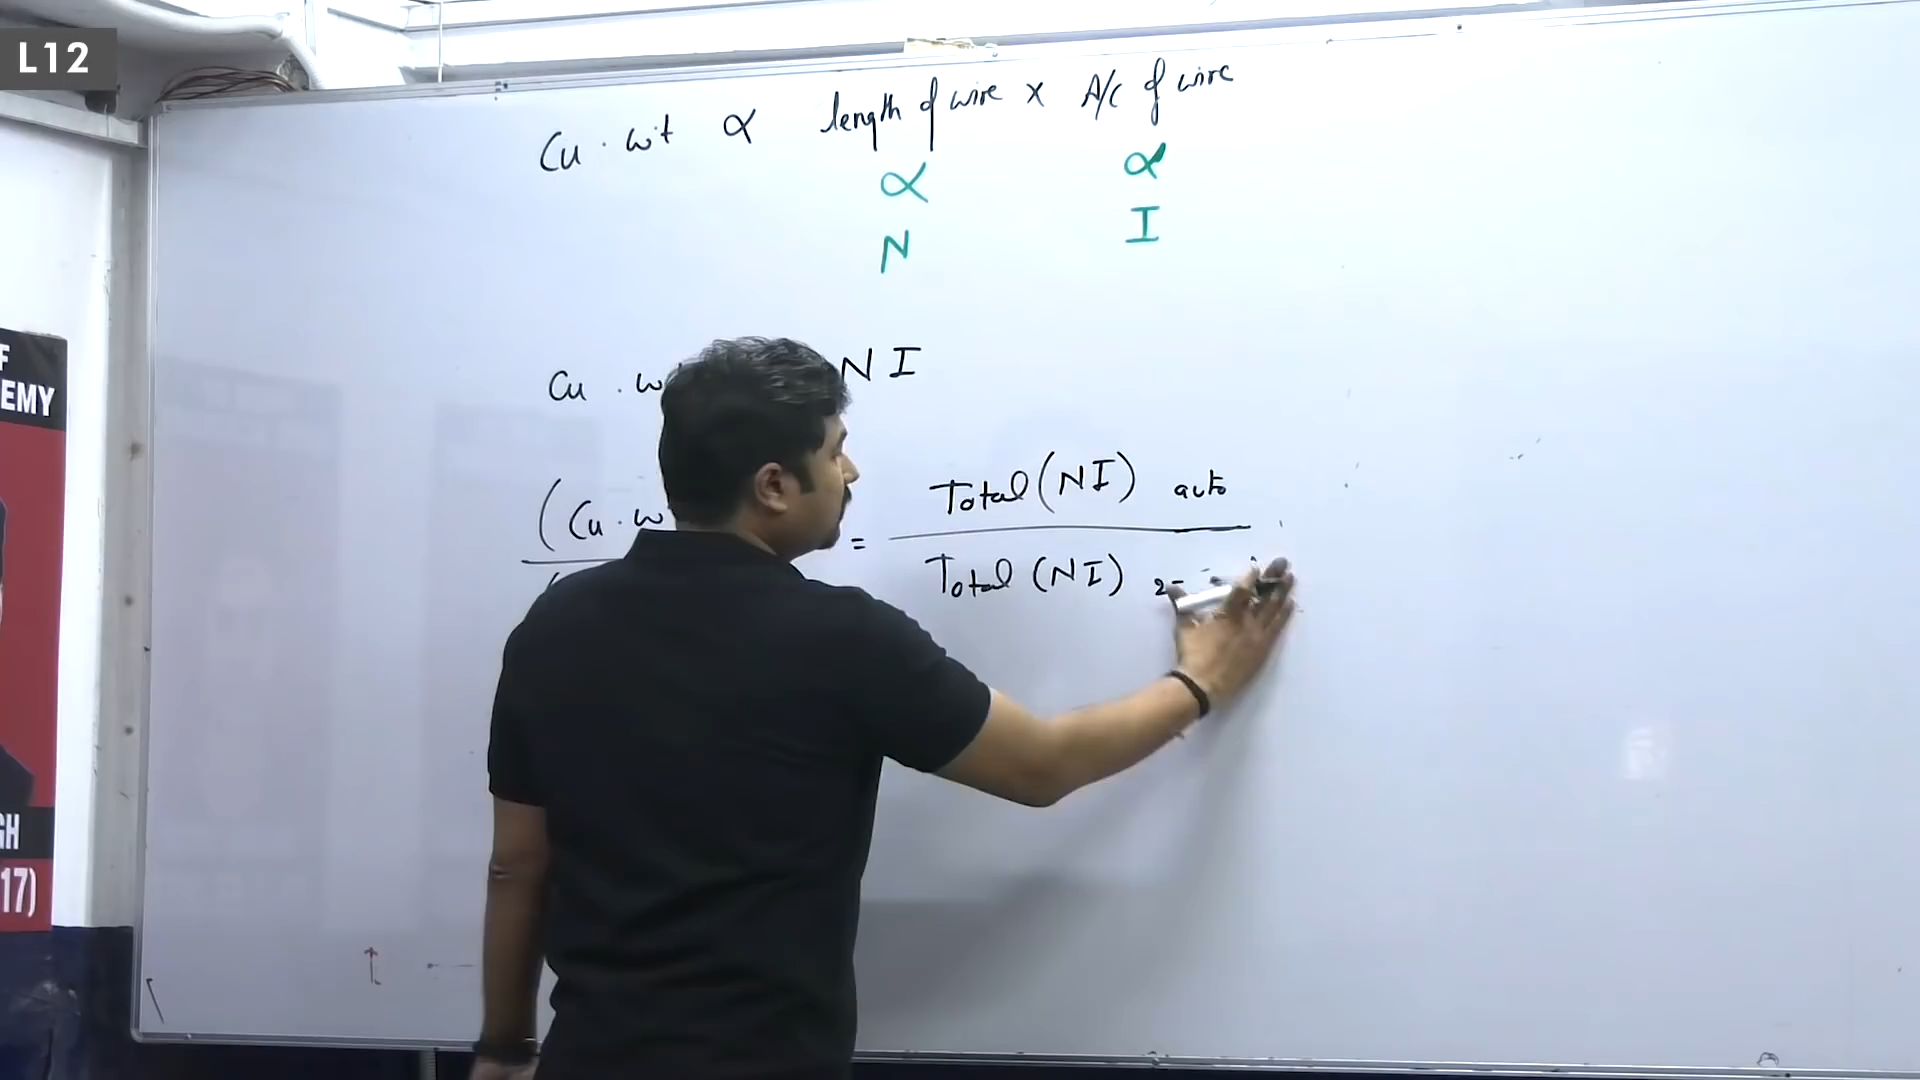 L12
Cu . wt α length of wire x A/C of wire
α α
N I
Cu . w NI
(Cu . w = Total (NI) auto
Total (NI) 2-
F
EMY
GH
17)